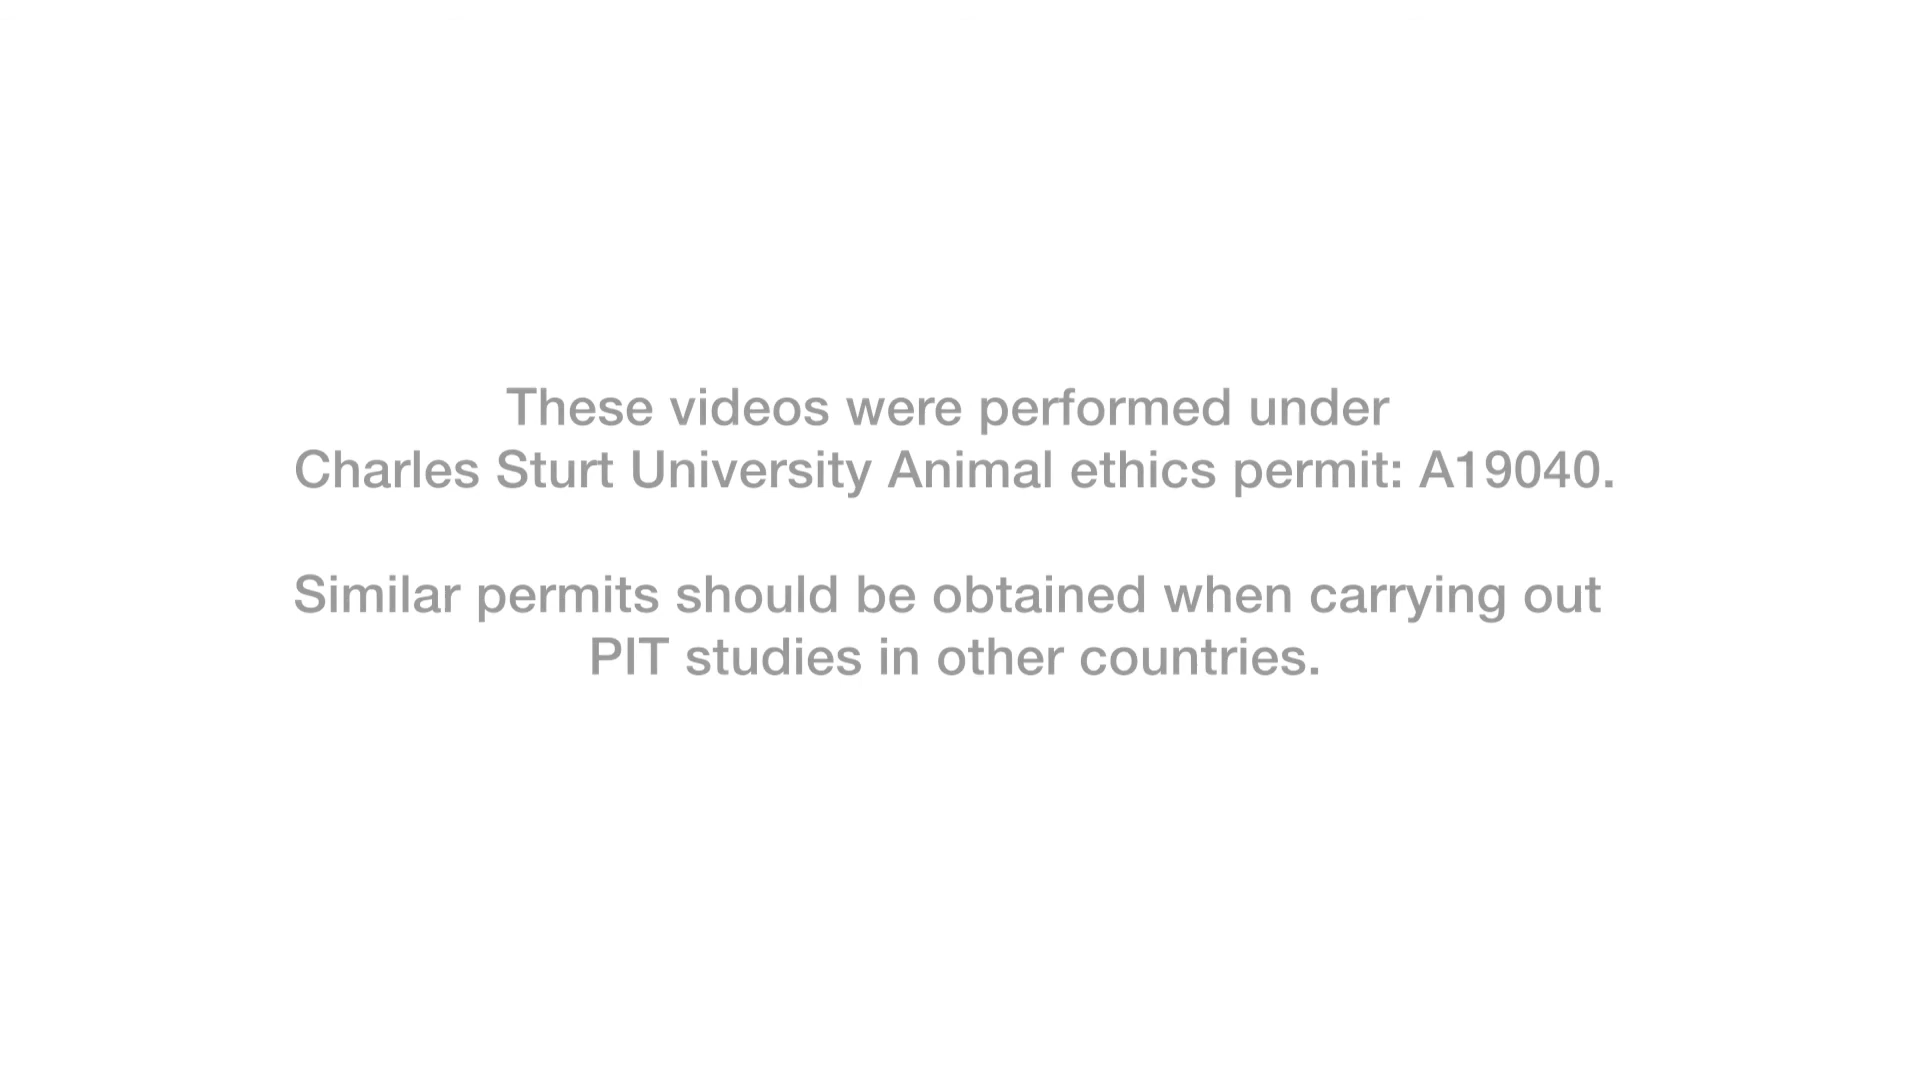 These videos were performed under
Charles Sturt University Animal ethics permit: A19040.
Similar permits should be obtained when carrying out
PIT studies in other countries.